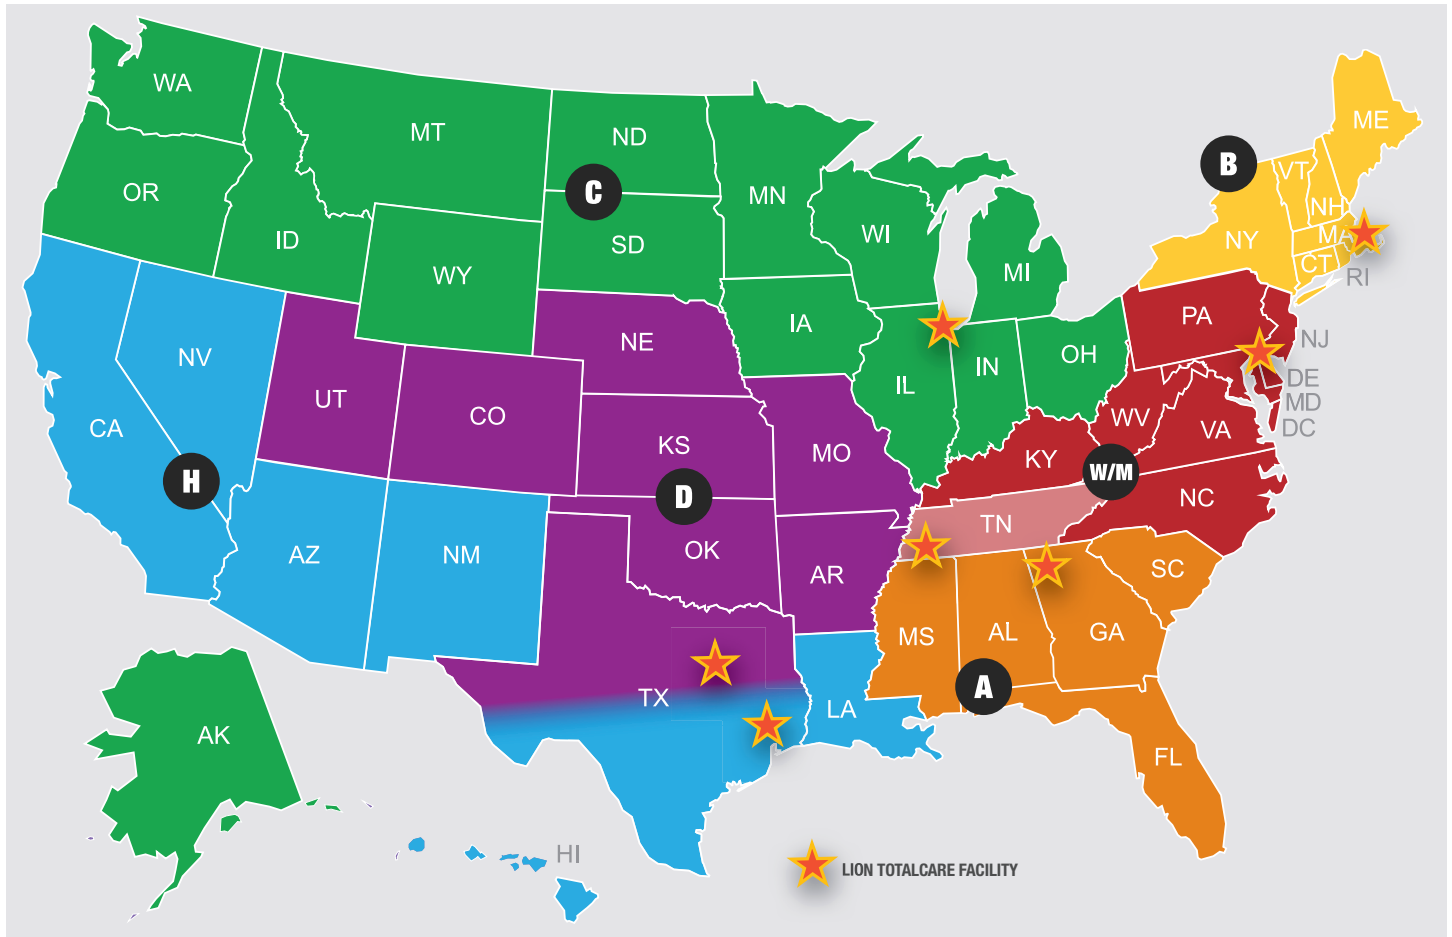 WA
MT
ND
ME
OR
C
MN
B
VT
ID
SD
WI
NH
NY
MA
WY
MI
CT
RI
IA
PA
NV
NE
OH
NJ
IN
UT
IL
DE
CO
MD
CA
WV
VA
DC
KS
MO
KY
H
D
W/M
NC
TN
AZ
NM
OK
AR
SC
MS
AL
GA
TX
A
LA
AK
FL
HI
LION TOTALCARE FACILITY